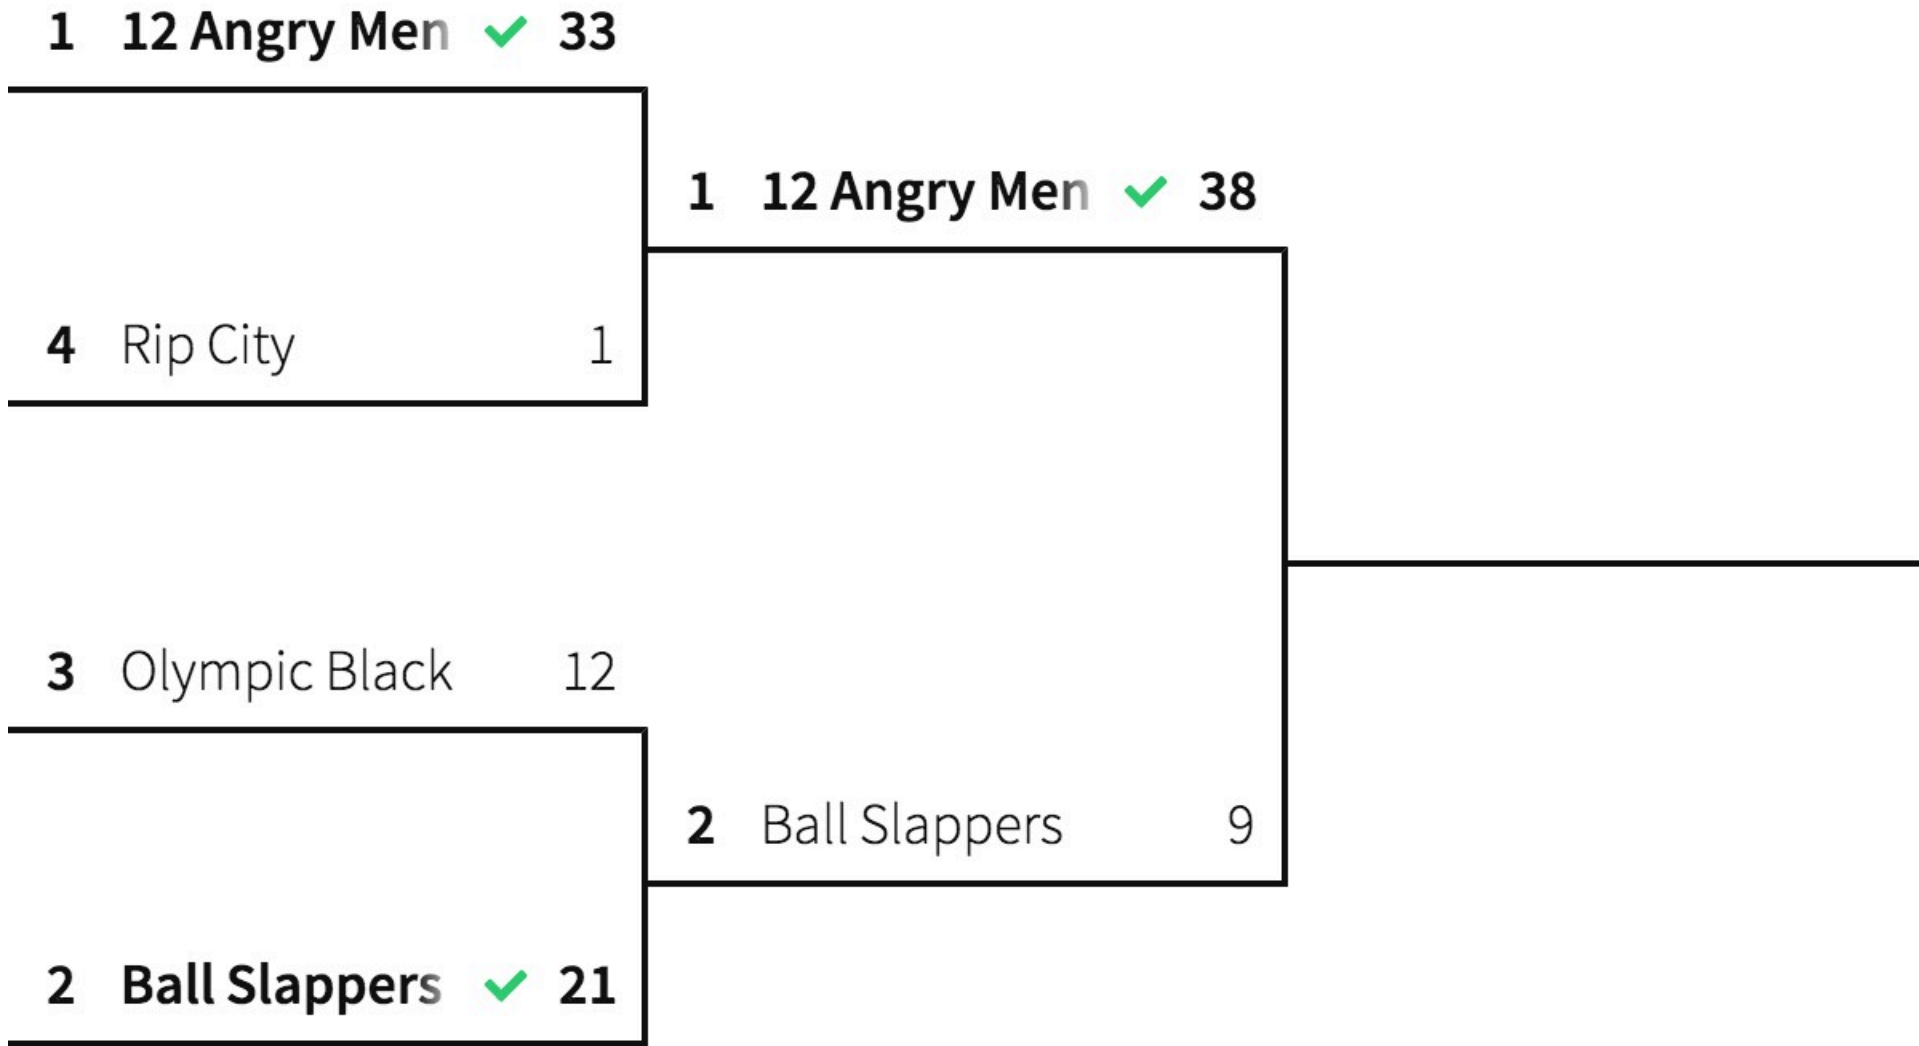 1 12 Angry Men 33
4 Rip City 1
1 12 Angry Men 38
3 Olympic Black 12
2 Ball Slappers 21
2 Ball Slappers 9